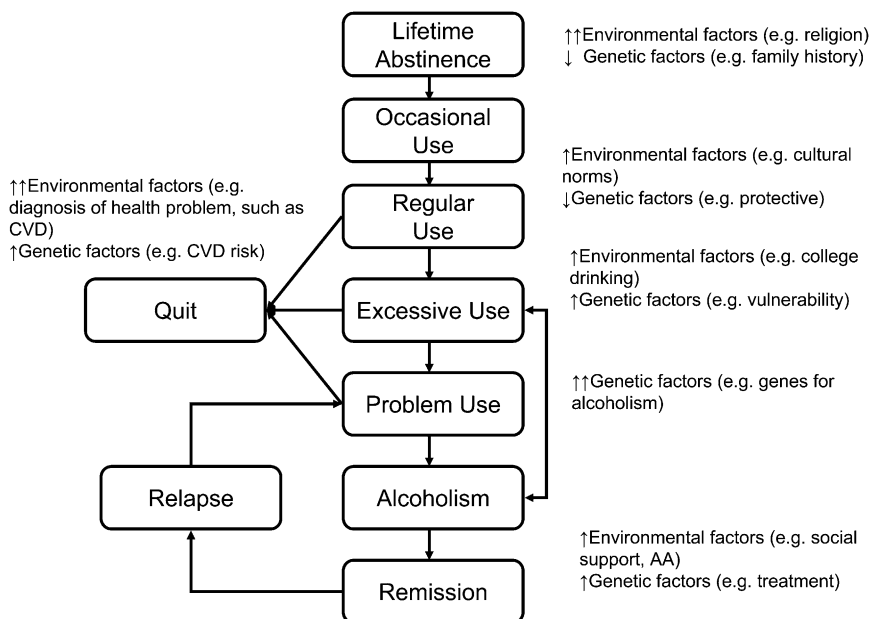 Lifetime
Abstinence
↑↑Environmental factors (e.g. religion)
↓ Genetic factors (e.g. family history)
Occasional
Use
↑Environmental factors (e.g. cultural
norms)
↓Genetic factors (e.g. protective)
↑↑Environmental factors (e.g.
diagnosis of health problem, such as
CVD)
↑Genetic factors (e.g. CVD risk)
Regular
Use
↑Environmental factors (e.g. college
drinking)
↑Genetic factors (e.g. vulnerability)
Quit
Excessive Use
↑↑Genetic factors (e.g. genes for
alcoholism)
Problem Use
Relapse
Alcoholism
↑Environmental factors (e.g. social
support, AA)
↑Genetic factors (e.g. treatment)
Remission